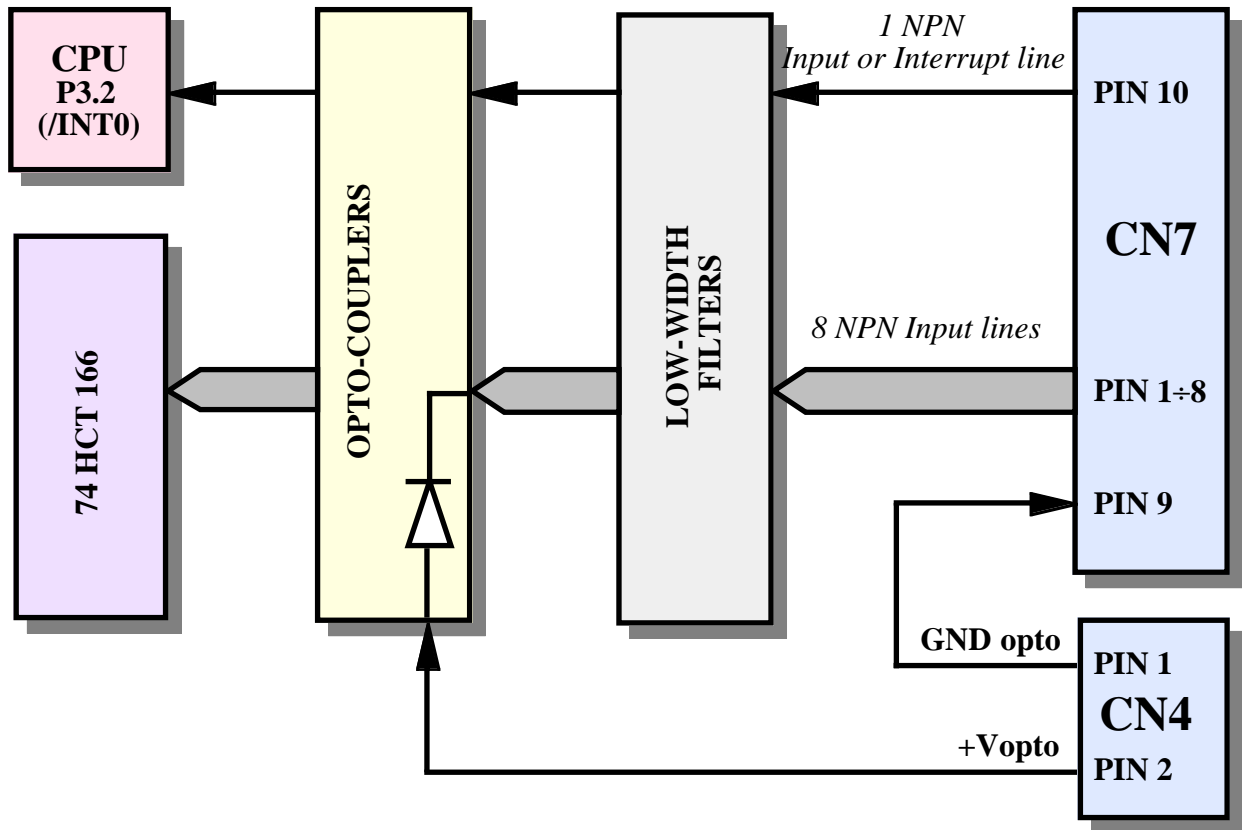 CPU
P3.2
(/INT0)
74 HCT 166
OPTO-COUPLERS
LOW-WIDTH
FILTERS
1 NPN
Input or Interrupt line
8 NPN Input lines
PIN 10
CN7
PIN 1÷8
PIN 9
GND opto
+Vopto
PIN 1
CN4
PIN 2